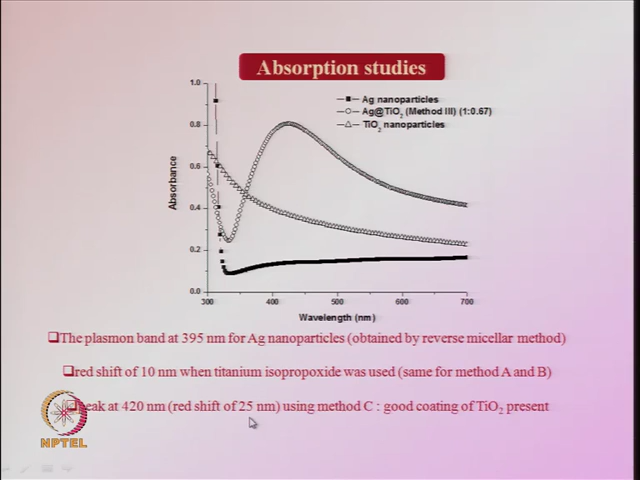 Absorption studies
Ag nanoparticles
Ag@TiO2 (Method III) (1:0.67)
TiO2 nanoparticles
Absorbance
1.0
0.8
0.6
0.4
0.2
0.0
300 400 500 600 700
Wavelength (nm)
The plasmon band at 395 nm for Ag nanoparticles (obtained by reverse micellar method)
red shift of 10 nm when titanium isopropoxide was used (same for method A and B)
eak at 420 nm (red shift of 25 nm) using method C : good coating of TiO2 present
NPTEL